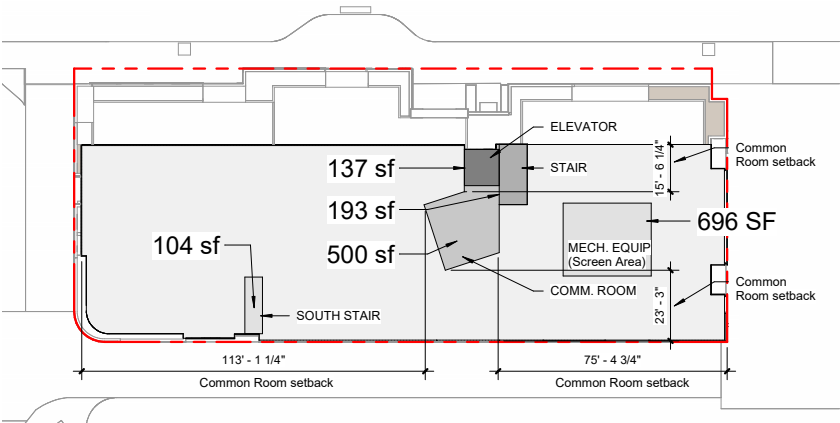 ELEVATOR
137 sf
STAIR
15' - 6 1/4"
Common
Room setback
193 sf
696 SF
104 sf
500 sf
MECH. EQUIP
(Screen Area)
COMM. ROOM
Common
Room setback
23' - 3"
SOUTH STAIR
113' - 1 1/4"
75' - 4 3/4"
Common Room setback
Common Room setback